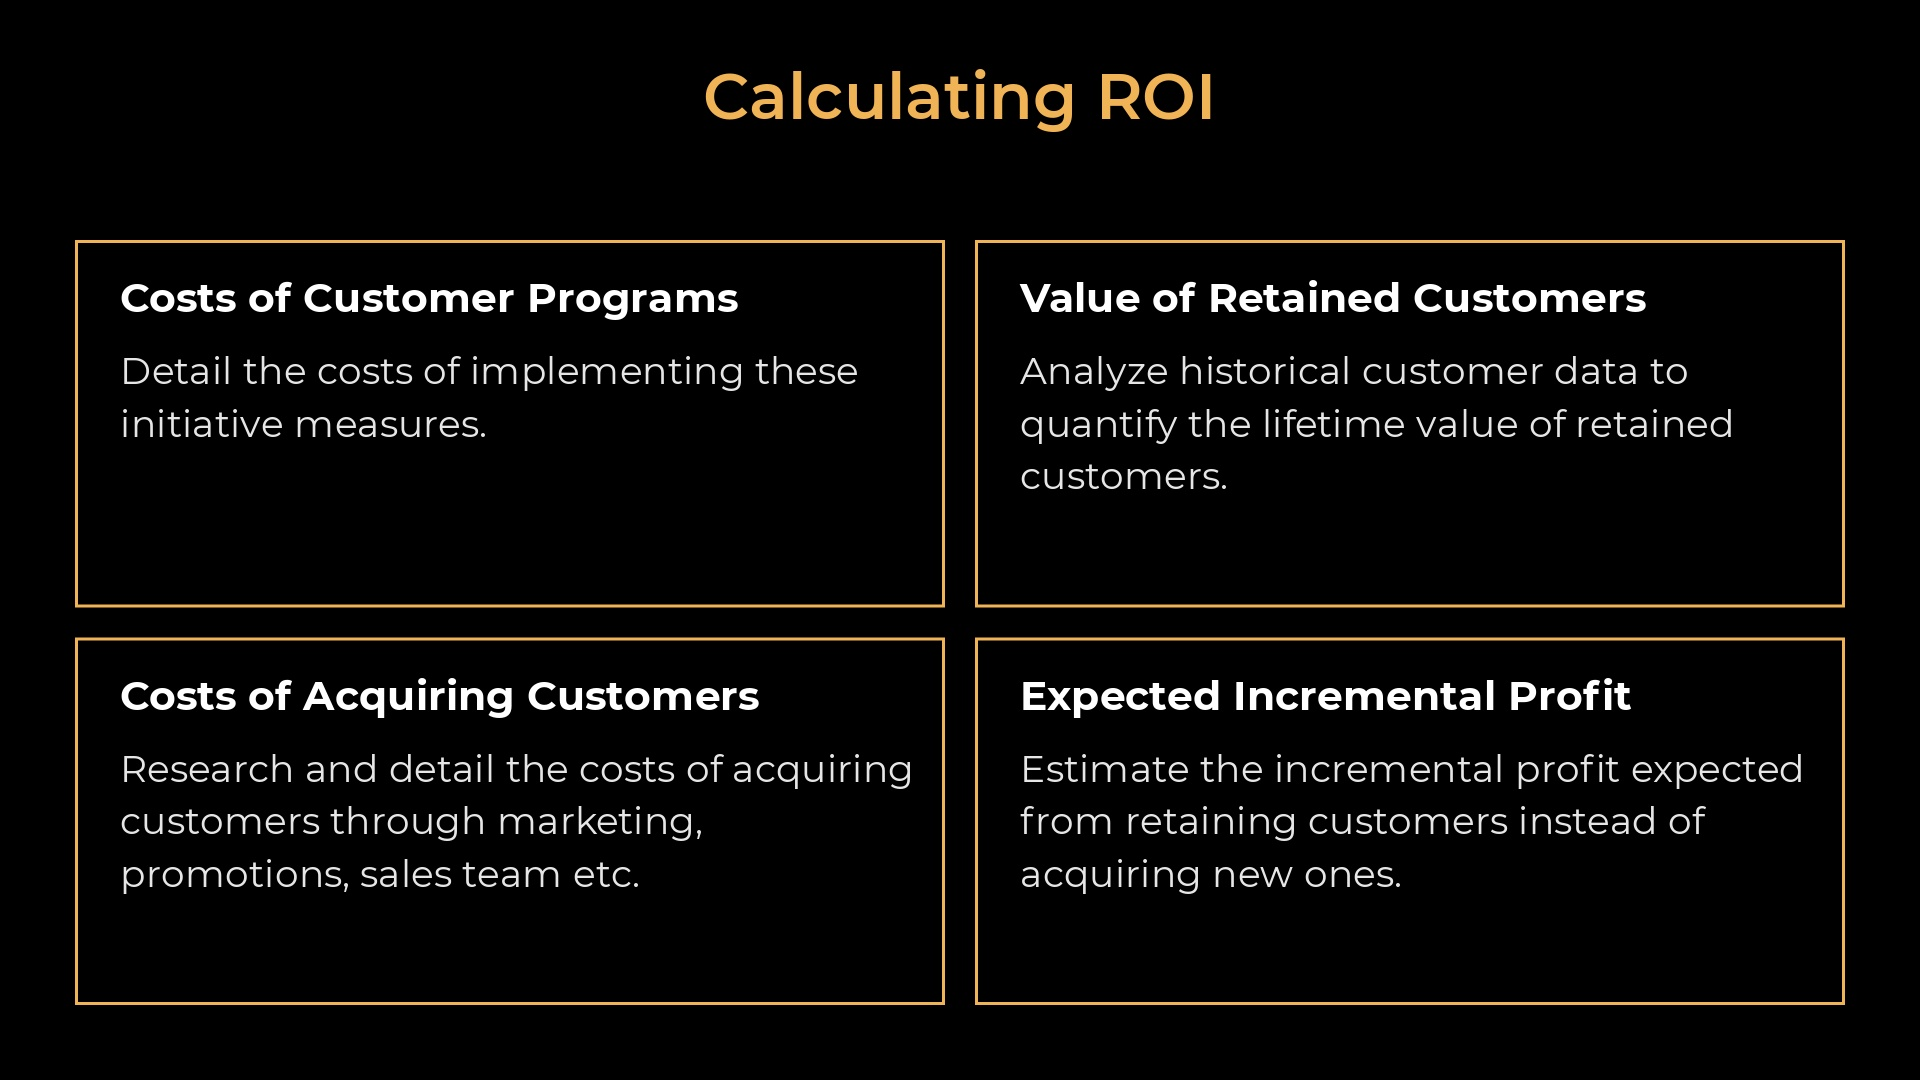 Calculating ROI
Costs of Customer Programs
Detail the costs of implementing these
initiative measures.
Value of Retained Customers
Analyze historical customer data to
quantify the lifetime value of retained
customers.
Costs of Acquiring Customers
Research and detail the costs of acquiring
customers through marketing,
promotions, sales team etc.
Expected Incremental Profit
Estimate the incremental profit expected
from retaining customers instead of
acquiring new ones.